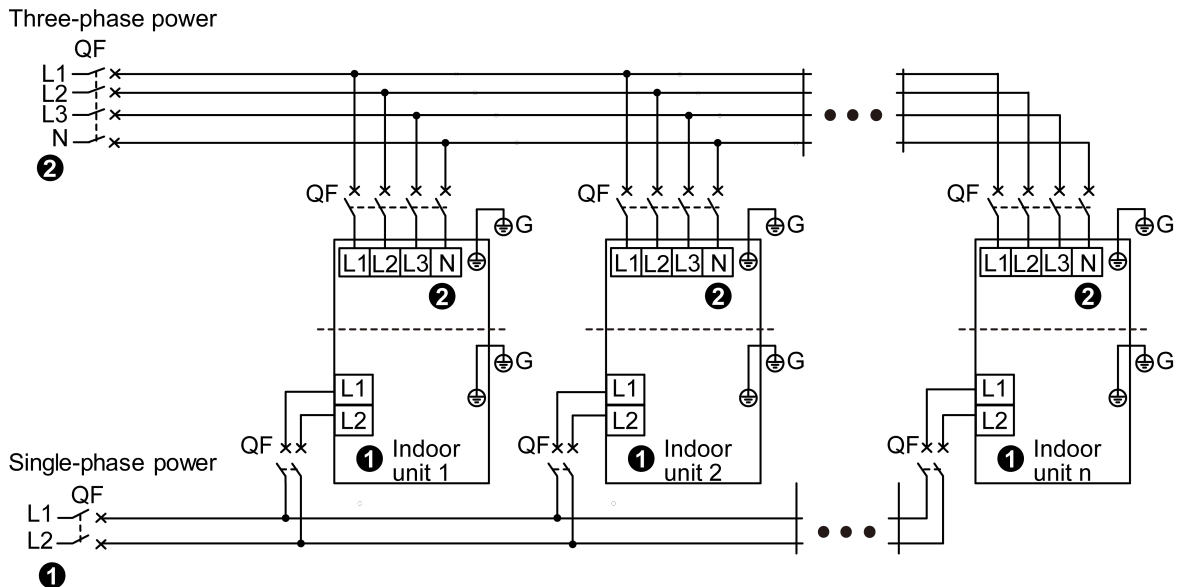 Three-phase power
QF
L1
L2
L3
N
2
QF
QF
QF
G
G
G
L1 L2 L3 N
L1 L2 L3 N
L1 L2 L3 N
2
2
2
G
G
G
L1
L2
L1
L2
L1
L2
QF
QF
QF
1 Indoor
unit 1
1 Indoor
unit 2
1 Indoor
unit n
Single-phase power
QF
L1
L2
1